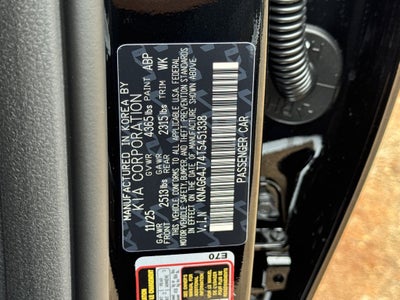 MANUFACTURED IN KOREA BY
KIA CORPORATION
11/25 GVWR 4365 lbs PAINT ABP
GAWR FRONT 2513 lbs GAWR REAR 2315 lbs TRIM WK
THIS VEHICLE CONFORMS TO ALL APPLICABLE U.S.A. FEDERAL
MOTOR VEHICLE SAFETY, BUMPER, AND THEFT PREVENTION STANDARDS
IN EFFECT ON THE DATE OF MANUFACTURE SHOWN ABOVE
V.I.N KNAG64J74T5451338
PASSENGER CAR
E70